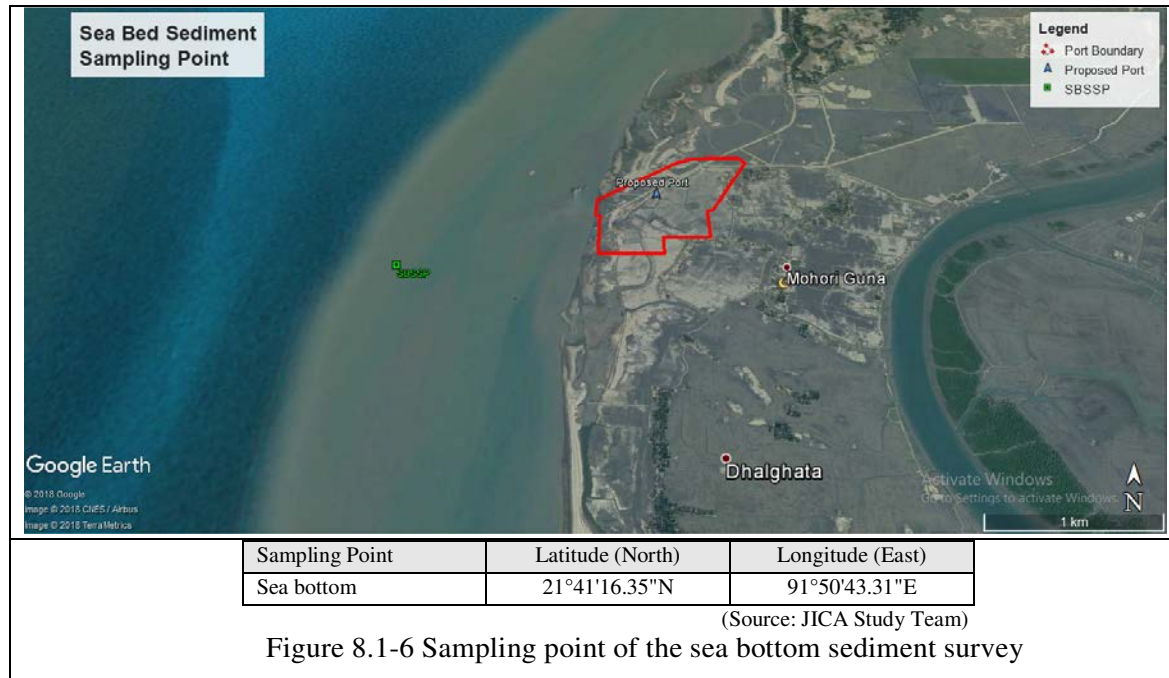 Sea Bed Sediment
Sampling Point
Legend
Port Boundary
Proposed Port
SBSSP
Proposed Port
SBSSP
Mohori Guna
Dhalghata
Google Earth
© 2018 Google
Image © 2018 CNES / Airbus
Image © 2018 TerraMetrics
Activate Windows
Go to Settings to activate Windows.
N
1 km
Sampling Point Latitude (North) Longitude (East)
Sea bottom 21°41'16.35"N 91°50'43.31"E
(Source: JICA Study Team)
Figure 8.1-6 Sampling point of the sea bottom sediment survey